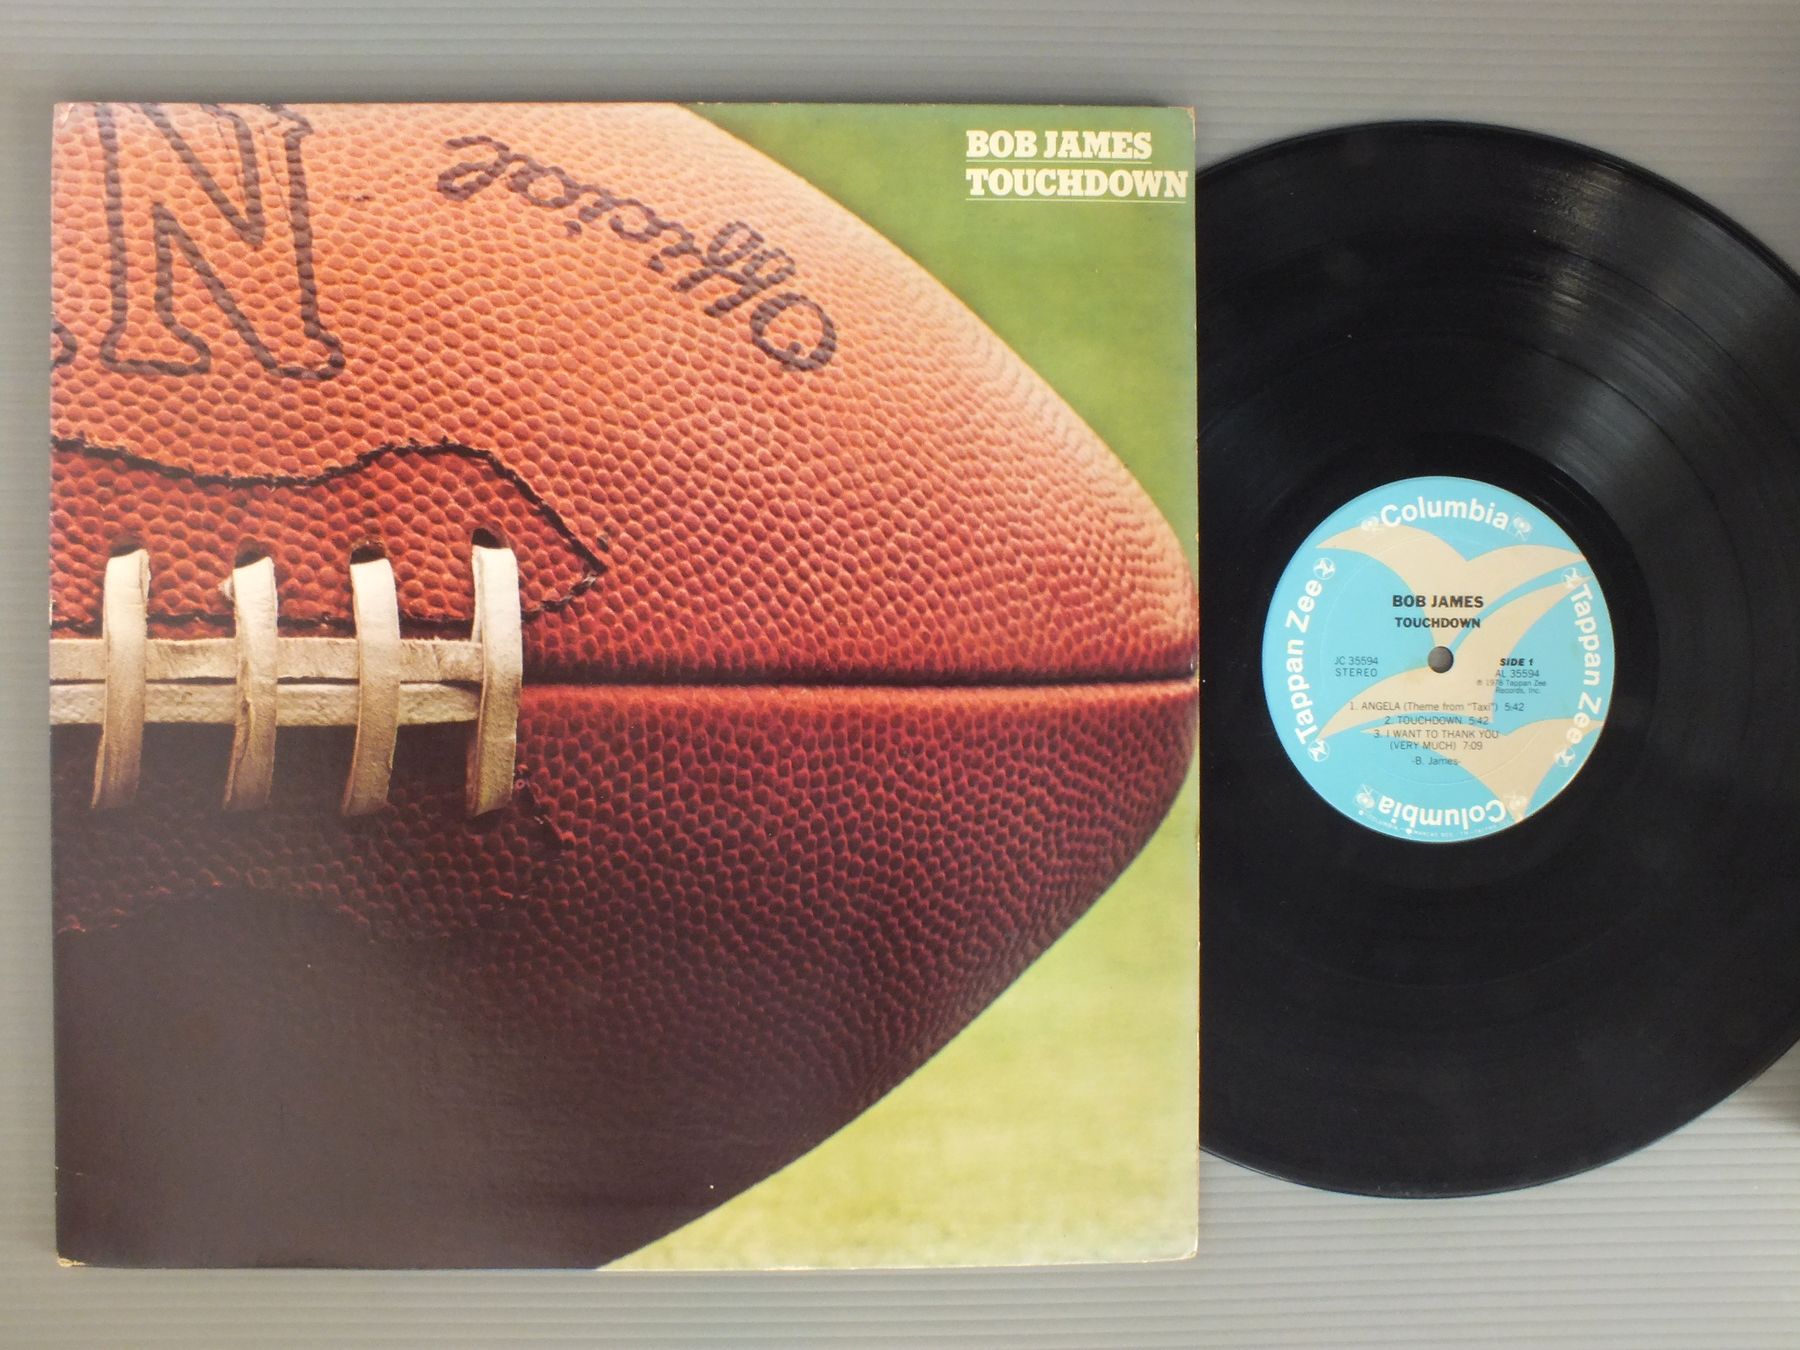 N
Official
BOB JAMES
TOUCHDOWN
Columbia
Tappan Zee
Tappan Zee
BOB JAMES
TOUCHDOWN
JC 35594
STEREO
SIDE 1
AL 35594
℗ 1978 Tappan Zee
Records, Inc.
1. ANGELA (Theme from "Taxi") 5:42
2. TOUCHDOWN 5:42
3. I WANT TO THANK YOU
(VERY MUCH) 7:09
-B. James-
Columbia